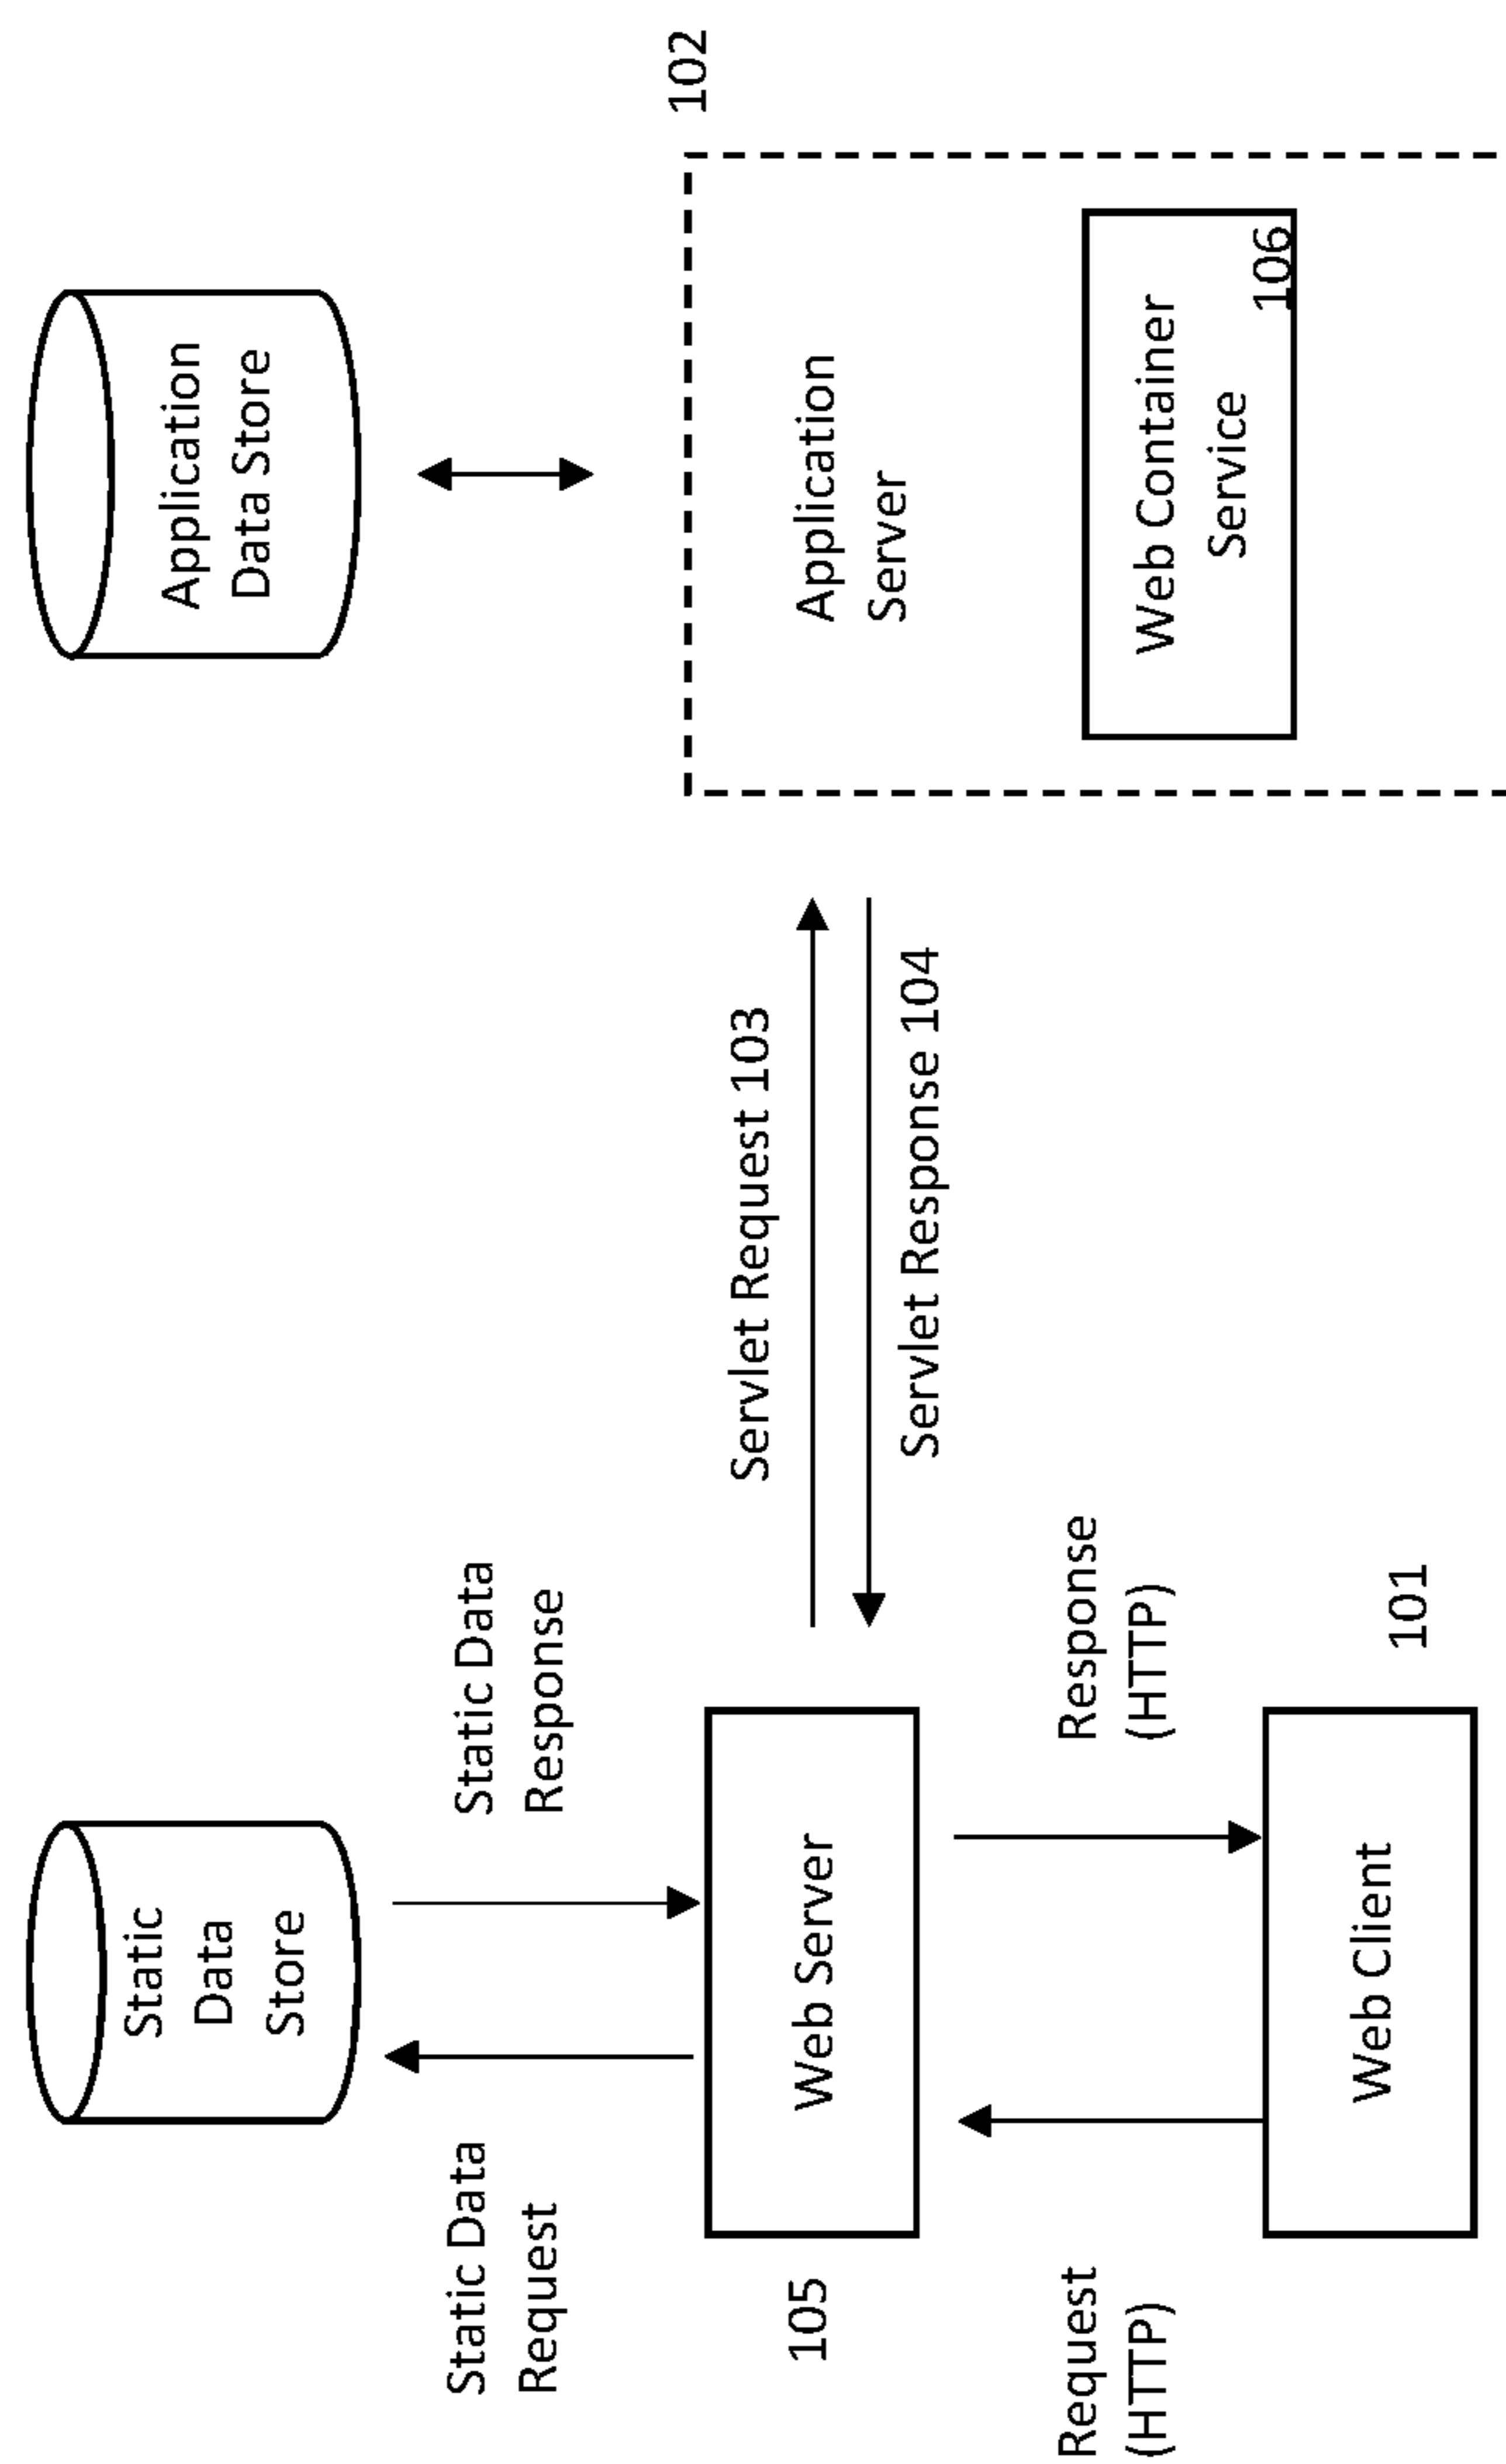 Static
Data
Store
Application
Data Store
Static Data
Request
Static Data
Response
102
105
Web Server
Servlet Request 103
Servlet Response 104
Application
Server
Request
(HTTP)
Response
(HTTP)
Web Container
Service
106
Web Client
101